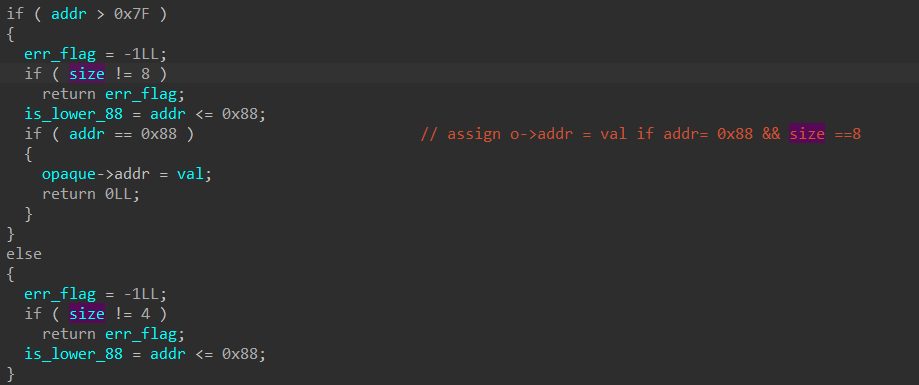 if ( addr > 0x7F )
{
  err_flag = -1LL;
  if ( size != 8 )
    return err_flag;
  is_lower_88 = addr <= 0x88;
  if ( addr == 0x88 )                         // assign o->addr = val if addr= 0x88 && size ==8
  {
    opaque->addr = val;
    return 0LL;
  }
}
else
{
  err_flag = -1LL;
  if ( size != 4 )
    return err_flag;
  is_lower_88 = addr <= 0x88;
}